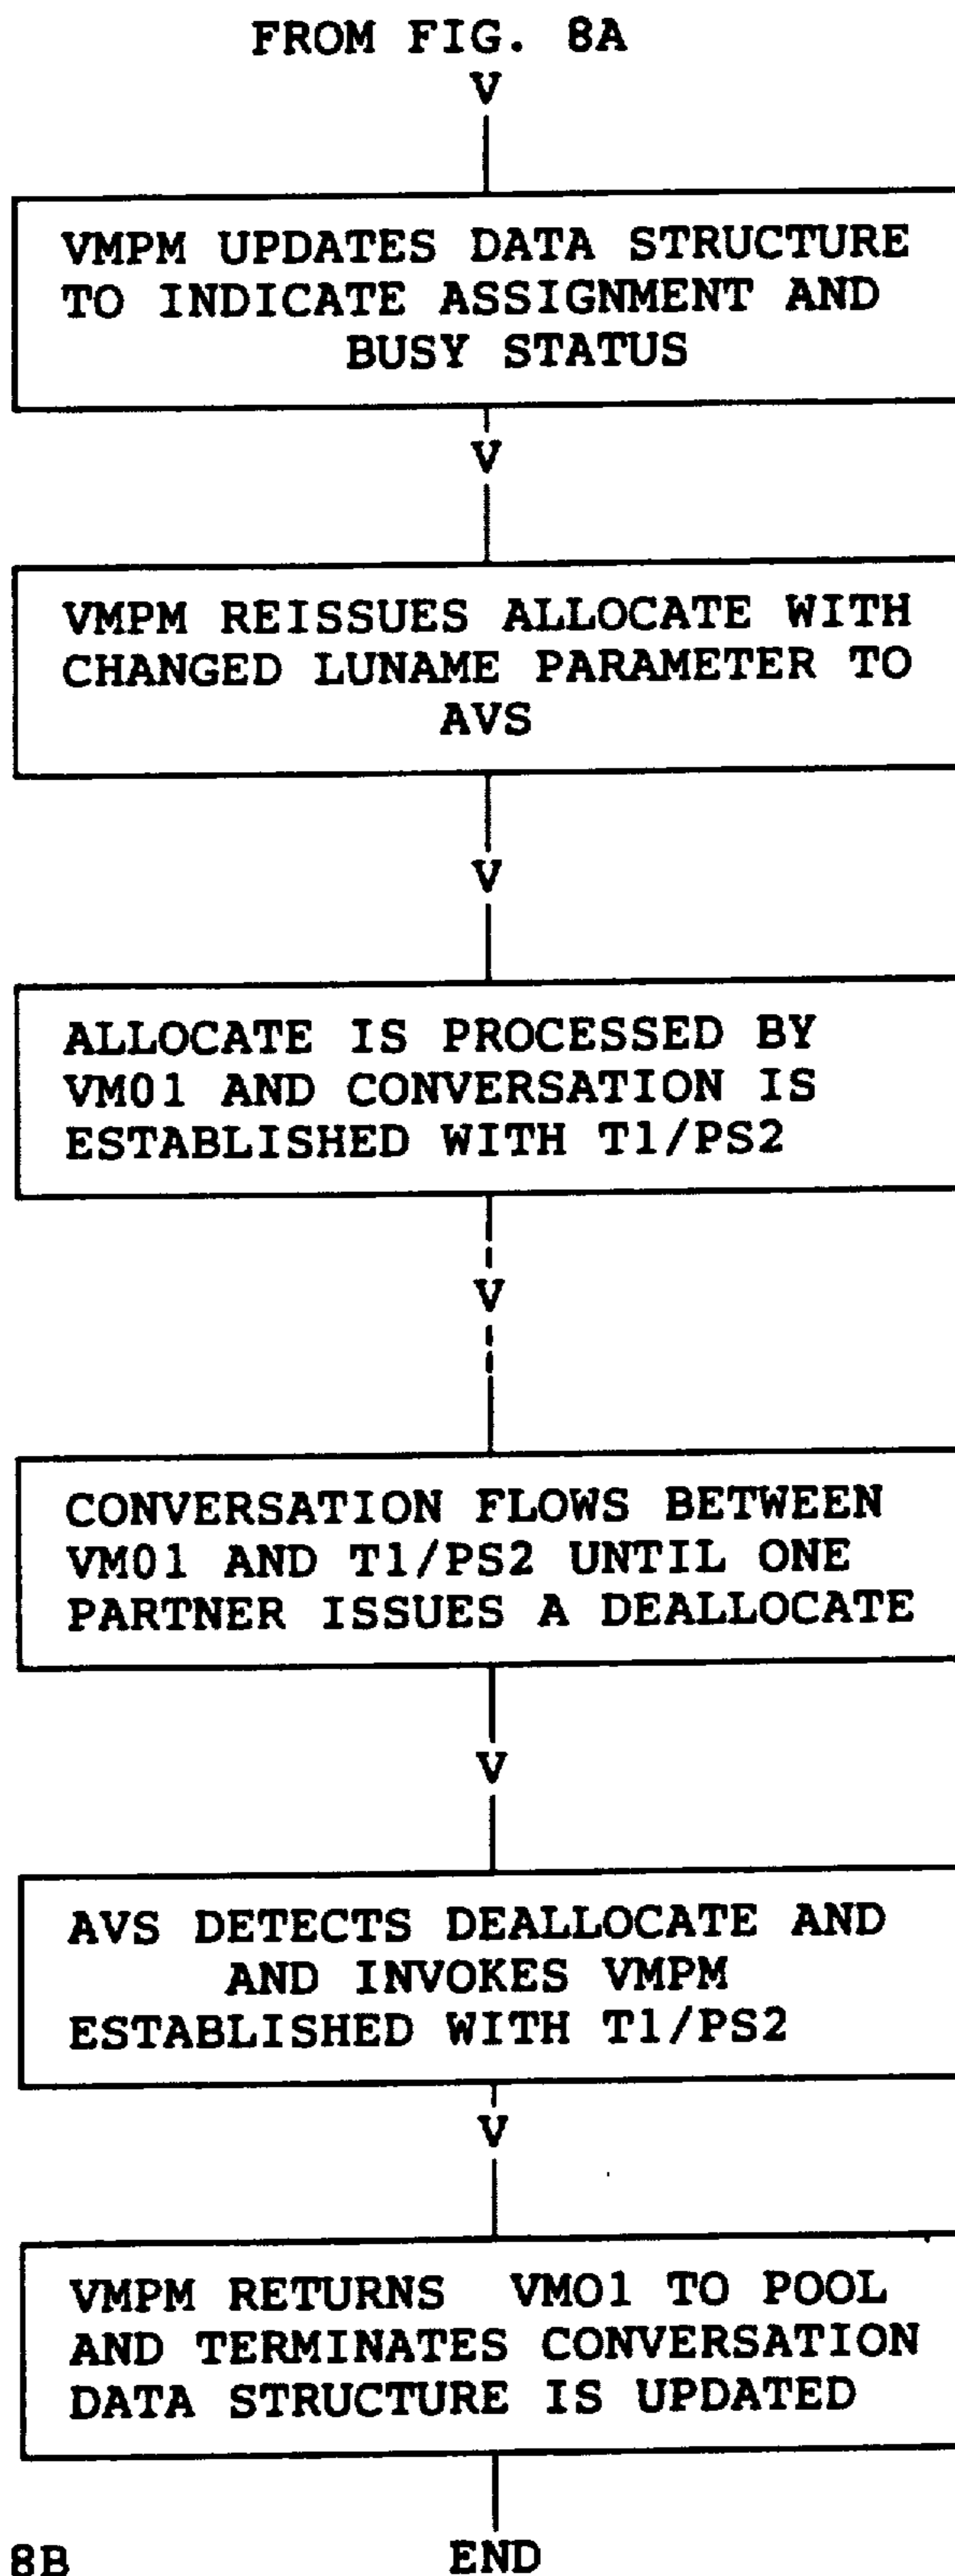 FROM FIG. 8A
V
VMPM UPDATES DATA STRUCTURE
TO INDICATE ASSIGNMENT AND
BUSY STATUS
V
VMPM REISSUES ALLOCATE WITH
CHANGED LUNAME PARAMETER TO
AVS
V
ALLOCATE IS PROCESSED BY
VM01 AND CONVERSATION IS
ESTABLISHED WITH T1/PS2
V
CONVERSATION FLOWS BETWEEN
VM01 AND T1/PS2 UNTIL ONE
PARTNER ISSUES A DEALLOCATE
V
AVS DETECTS DEALLOCATE AND
AND INVOKES VMPM
ESTABLISHED WITH T1/PS2
V
VMPM RETURNS  VMO1 TO POOL
AND TERMINATES CONVERSATION
DATA STRUCTURE IS UPDATED
8B
END